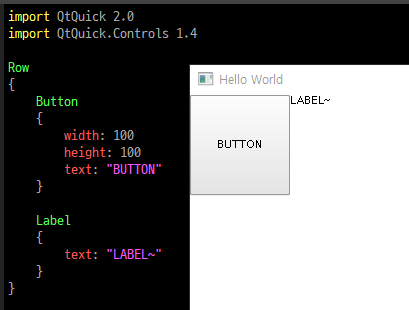 import QtQuick 2.0
import QtQuick.Controls 1.4
Row
{
    Button
    {
        width: 100
        height: 100
        text: "BUTTON"
    }
    Label
    {
        text: "LABEL~"
    }
}
Hello World
BUTTON
LABEL~